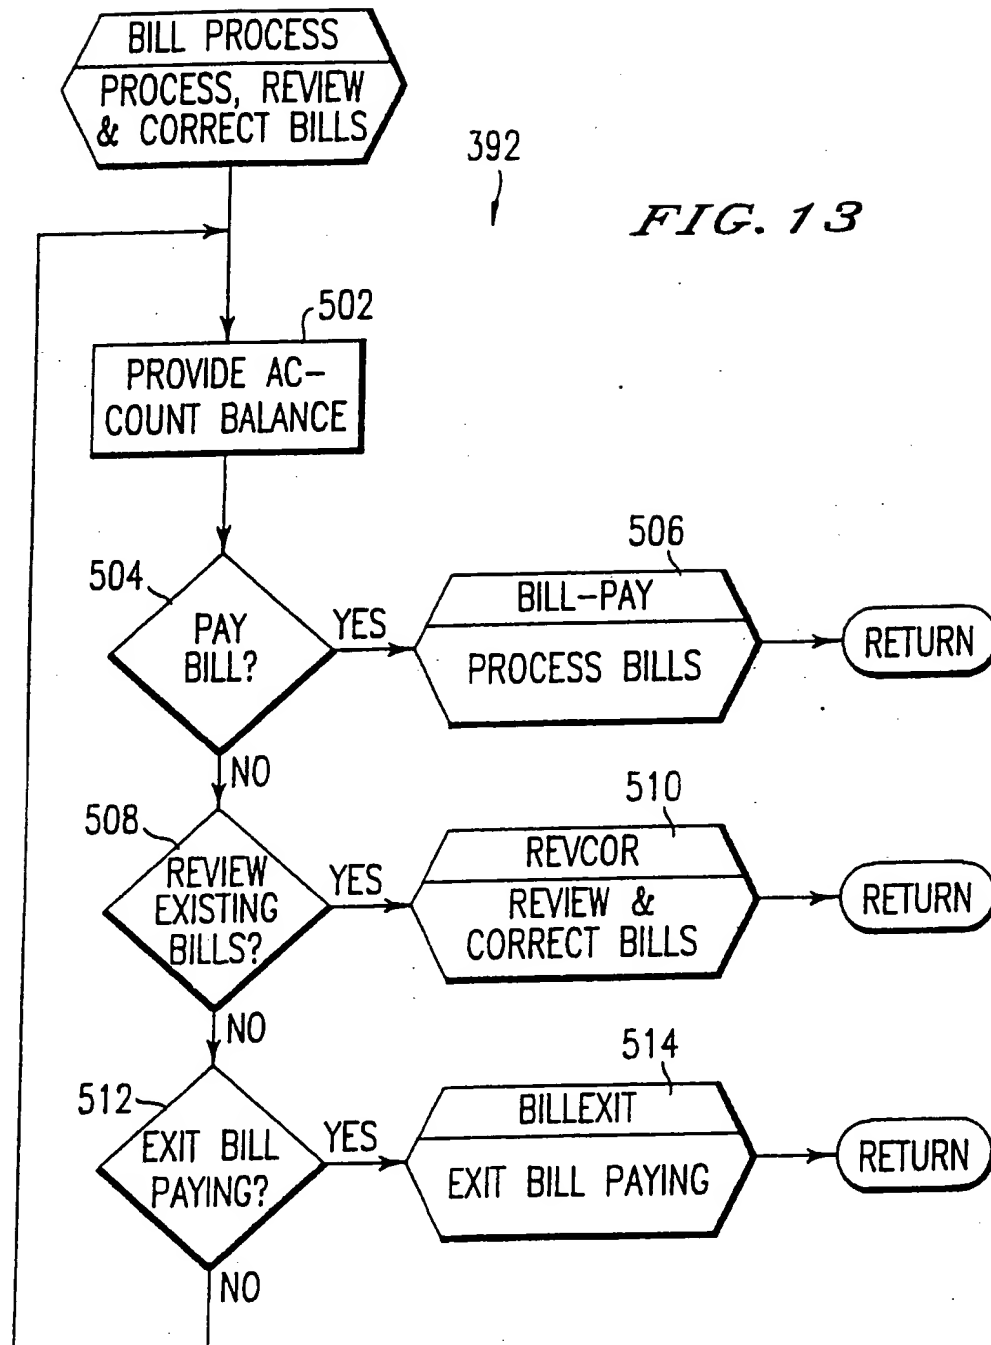 BILL PROCESS
PROCESS, REVIEW
& CORRECT BILLS
392
FIG. 13
502
PROVIDE AC-
COUNT BALANCE
504
PAY
BILL?
YES
506
BILL-PAY
PROCESS BILLS
RETURN
NO
508
REVIEW
EXISTING
BILLS?
YES
510
REVCOR
REVIEW &
CORRECT BILLS
RETURN
NO
512
EXIT BILL
PAYING?
YES
514
BILLEXIT
EXIT BILL PAYING
RETURN
NO